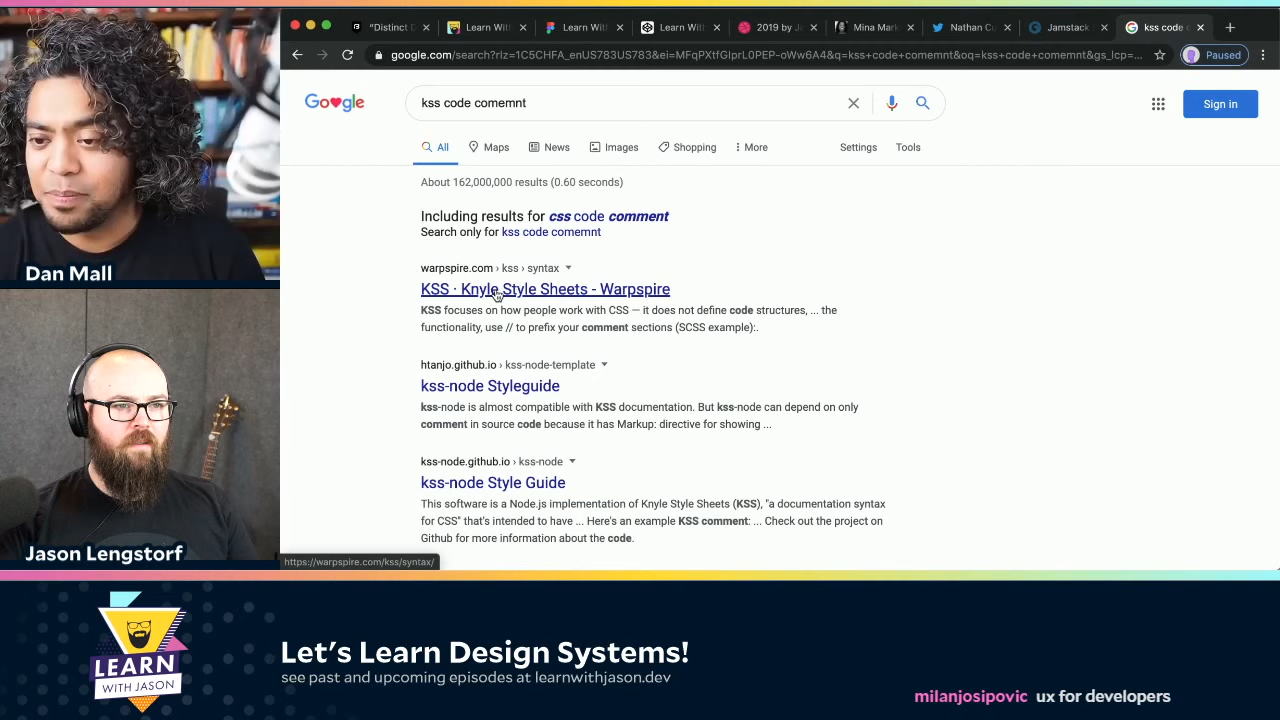 "Distinct D
Learn With
Learn With
Learn With
2019 by J
Mina Mark
Nathan C
Jamstack
kss code c
google.com/search?rlz=1C5CHFA_enUS783US783&ei=MFqPXtfGIprL0PEP-oWw6A4&q=kss+code+comemnt&oq=kss+code+comemnt&gs_lcp=...
Paused
Google
kss code comemnt
Sign in
All
Maps
News
Images
Shopping
More
Settings
Tools
About 162,000,000 results (0.60 seconds)
Including results for css code comment
Search only for kss code comemnt
warpspire.com › kss › syntax
KSS · Knyle Style Sheets - Warpspire
KSS focuses on how people work with CSS — it does not define code structures, ... the
functionality, use // to prefix your comment sections (SCSS example):.
htanjo.github.io › kss-node-template
kss-node Styleguide
kss-node is almost compatible with KSS documentation. But kss-node can depend on only
comment in source code because it has Markup: directive for showing ...
kss-node.github.io › kss-node
kss-node Style Guide
This software is a Node.js implementation of Knyle Style Sheets (KSS), "a documentation syntax
for CSS" that's intended to have ... Here's an example KSS comment: ... Check out the project on
Github for more information about the code.
https://warpspire.com/kss/syntax/
Dan Mall
Jason Lengstorf
LEARN
WITH JASON
Let's Learn Design Systems!
see past and upcoming episodes at learnwithjason.dev
milanjosipovic ux for developers